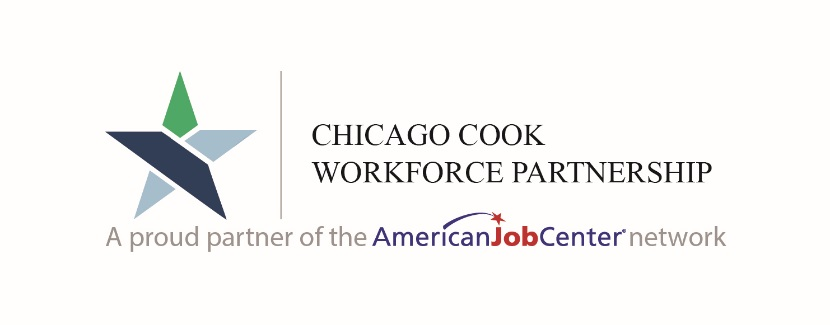 CHICAGO COOK
WORKFORCE PARTNERSHIP
A proud partner of the AmericanJobCenter® network